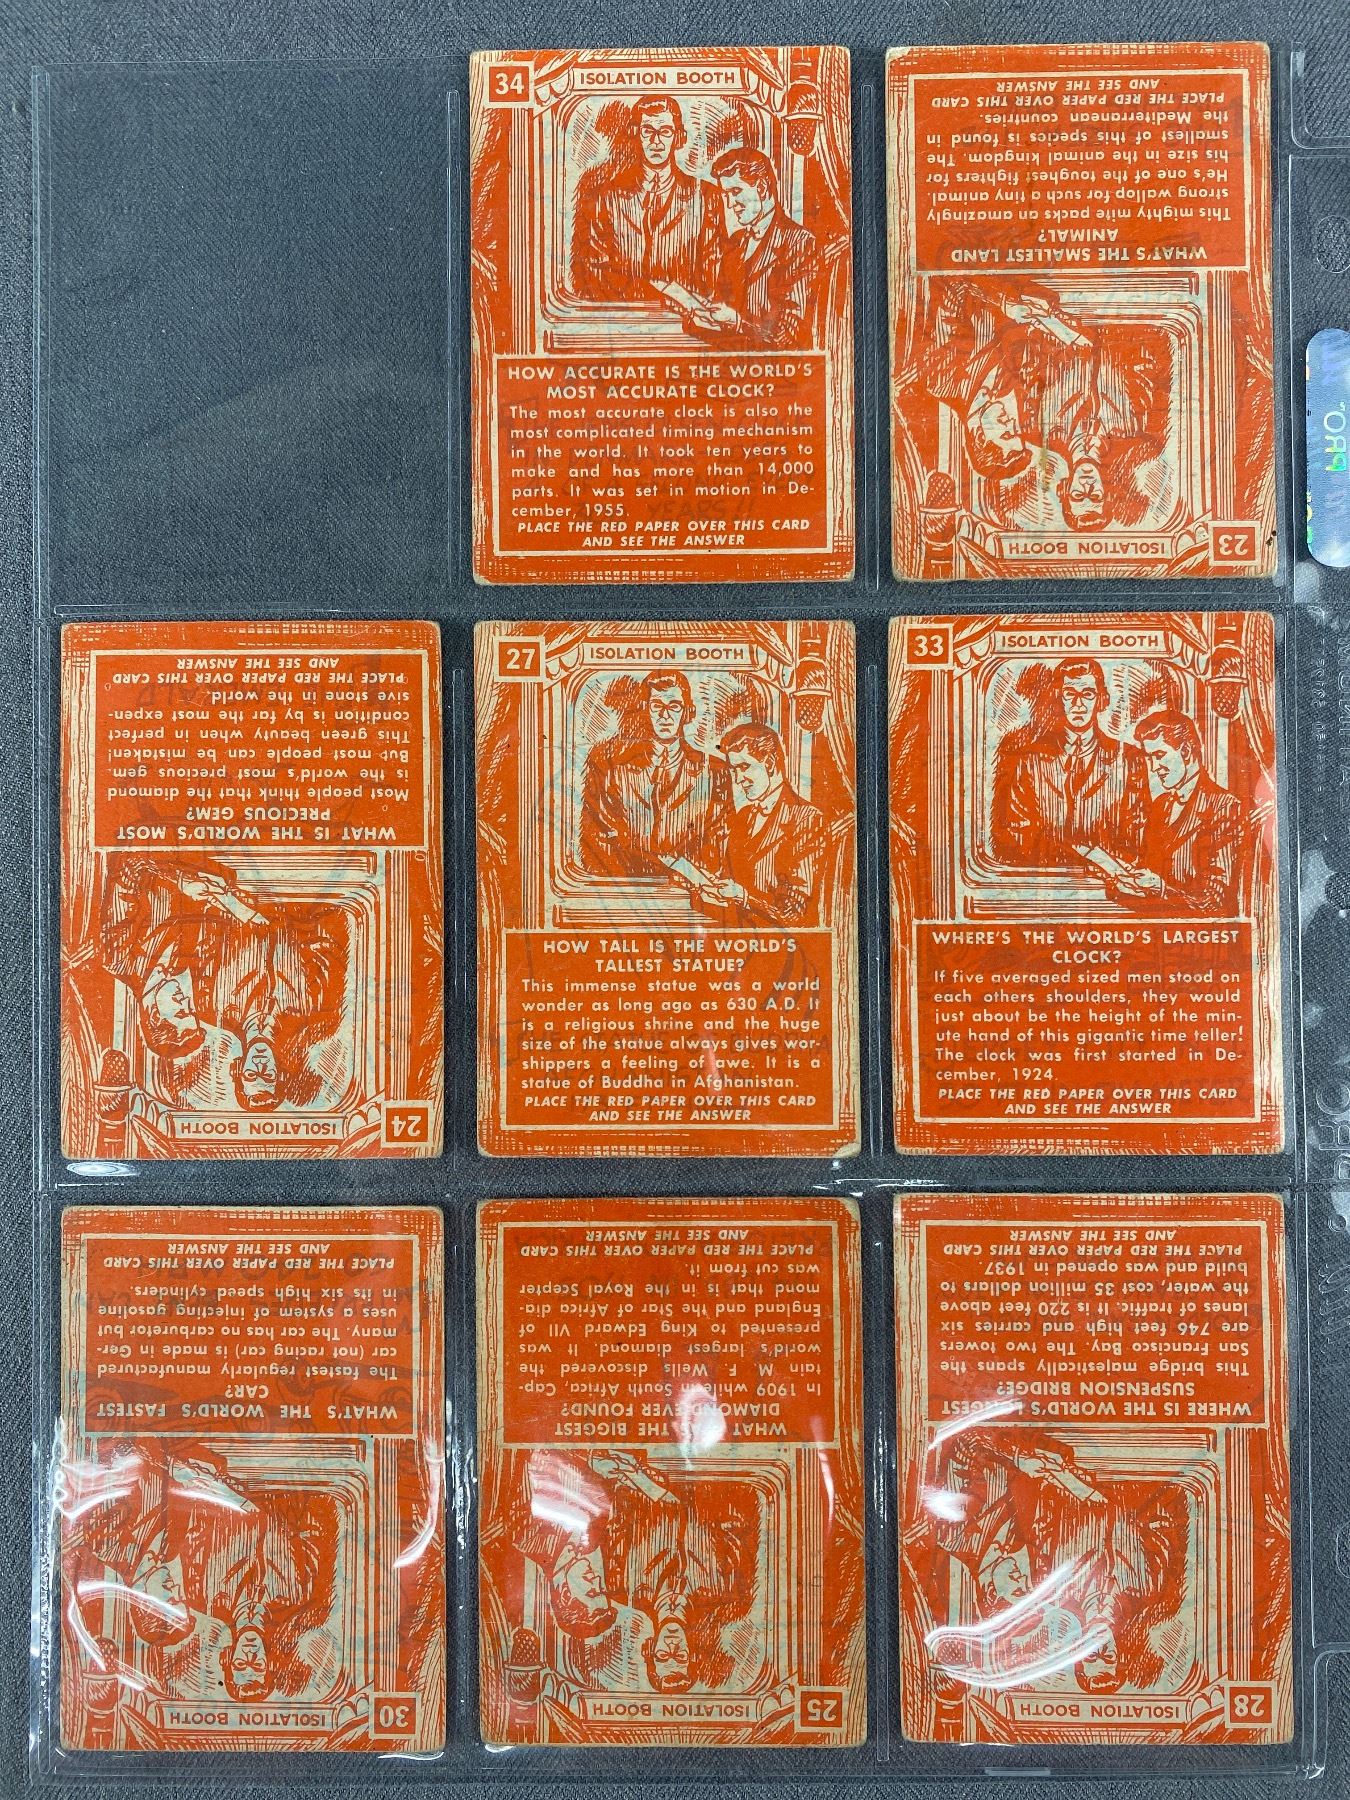 34
ISOLATION BOOTH
HOW ACCURATE IS THE WORLD'S
MOST ACCURATE CLOCK?
The most accurate clock is also the
most complicated timing mechanism
in the world. It took ten years to
make and has more than 14,000
parts. It was set in motion in De-
cember, 1955.
PLACE THE RED PAPER OVER THIS CARD
AND SEE THE ANSWER
23
ISOLATION BOOTH
WHAT'S THE SMALLEST LAND
ANIMAL?
This mighty mite packs an amazingly
strong wallop for such a tiny animal.
He's one of the toughest fighters for
his size in the animal kingdom. The
smallest of this species is found in
the Mediterranean countries.
PLACE THE RED PAPER OVER THIS CARD
AND SEE THE ANSWER
24
ISOLATION BOOTH
WHAT IS THE WORLD'S MOST
PRECIOUS GEM?
Most people think that the diamond
is the world's most precious gem.
But most people can be mistaken!
This green beauty when in perfect
condition is by far the most expen-
sive stone in the world.
PLACE THE RED PAPER OVER THIS CARD
AND SEE THE ANSWER
27
ISOLATION BOOTH
HOW TALL IS THE WORLD'S
TALLEST STATUE?
This immense statue was a world
wonder as long ago as 630 A.D. It
is a religious shrine and the huge
size of the statue always gives wor-
shippers a feeling of awe. It is a
statue of Buddha in Afghanistan.
PLACE THE RED PAPER OVER THIS CARD
AND SEE THE ANSWER
33
ISOLATION BOOTH
WHERE'S THE WORLD'S LARGEST
CLOCK?
If five averaged sized men stood on
each others shoulders, they would
just about be the height of the min-
ute hand of this gigantic time teller!
The clock was first started in De-
cember, 1924
PLACE THE RED PAPER OVER THIS CARD
AND SEE THE ANSWER
30
ISOLATION BOOTH
WHAT'S THE WORLD'S FASTEST
CAR?
The fastest regularly manufactured
car (not racing car) is made in Ger-
many. The car has no carburetor but
uses a system of injecting gasoline
in its six high speed cylinders.
PLACE THE RED PAPER OVER THIS CARD
AND SEE THE ANSWER
25
ISOLATION BOOTH
WHAT WAS THE BIGGEST
DIAMOND EVER FOUND?
In 1909 while in South Africa, Cap-
tain M. F. Wells discovered the
world's largest diamond. It was
presented to King Edward VII of
England and the Star of Africa dia-
mond that is in the Royal Scepter
was cut from it.
PLACE THE RED PAPER OVER THIS CARD
AND SEE THE ANSWER
28
ISOLATION BOOTH
WHERE IS THE WORLD'S LONGEST
SUSPENSION BRIDGE?
This bridge majestically spans the
San Francisco Bay. The two towers
are 746 feet high and carries six
lanes of traffic. It is 220 feet above
the water, cost 35 million dollars to
build and was opened in 1937.
PLACE THE RED PAPER OVER THIS CARD
AND SEE THE ANSWER